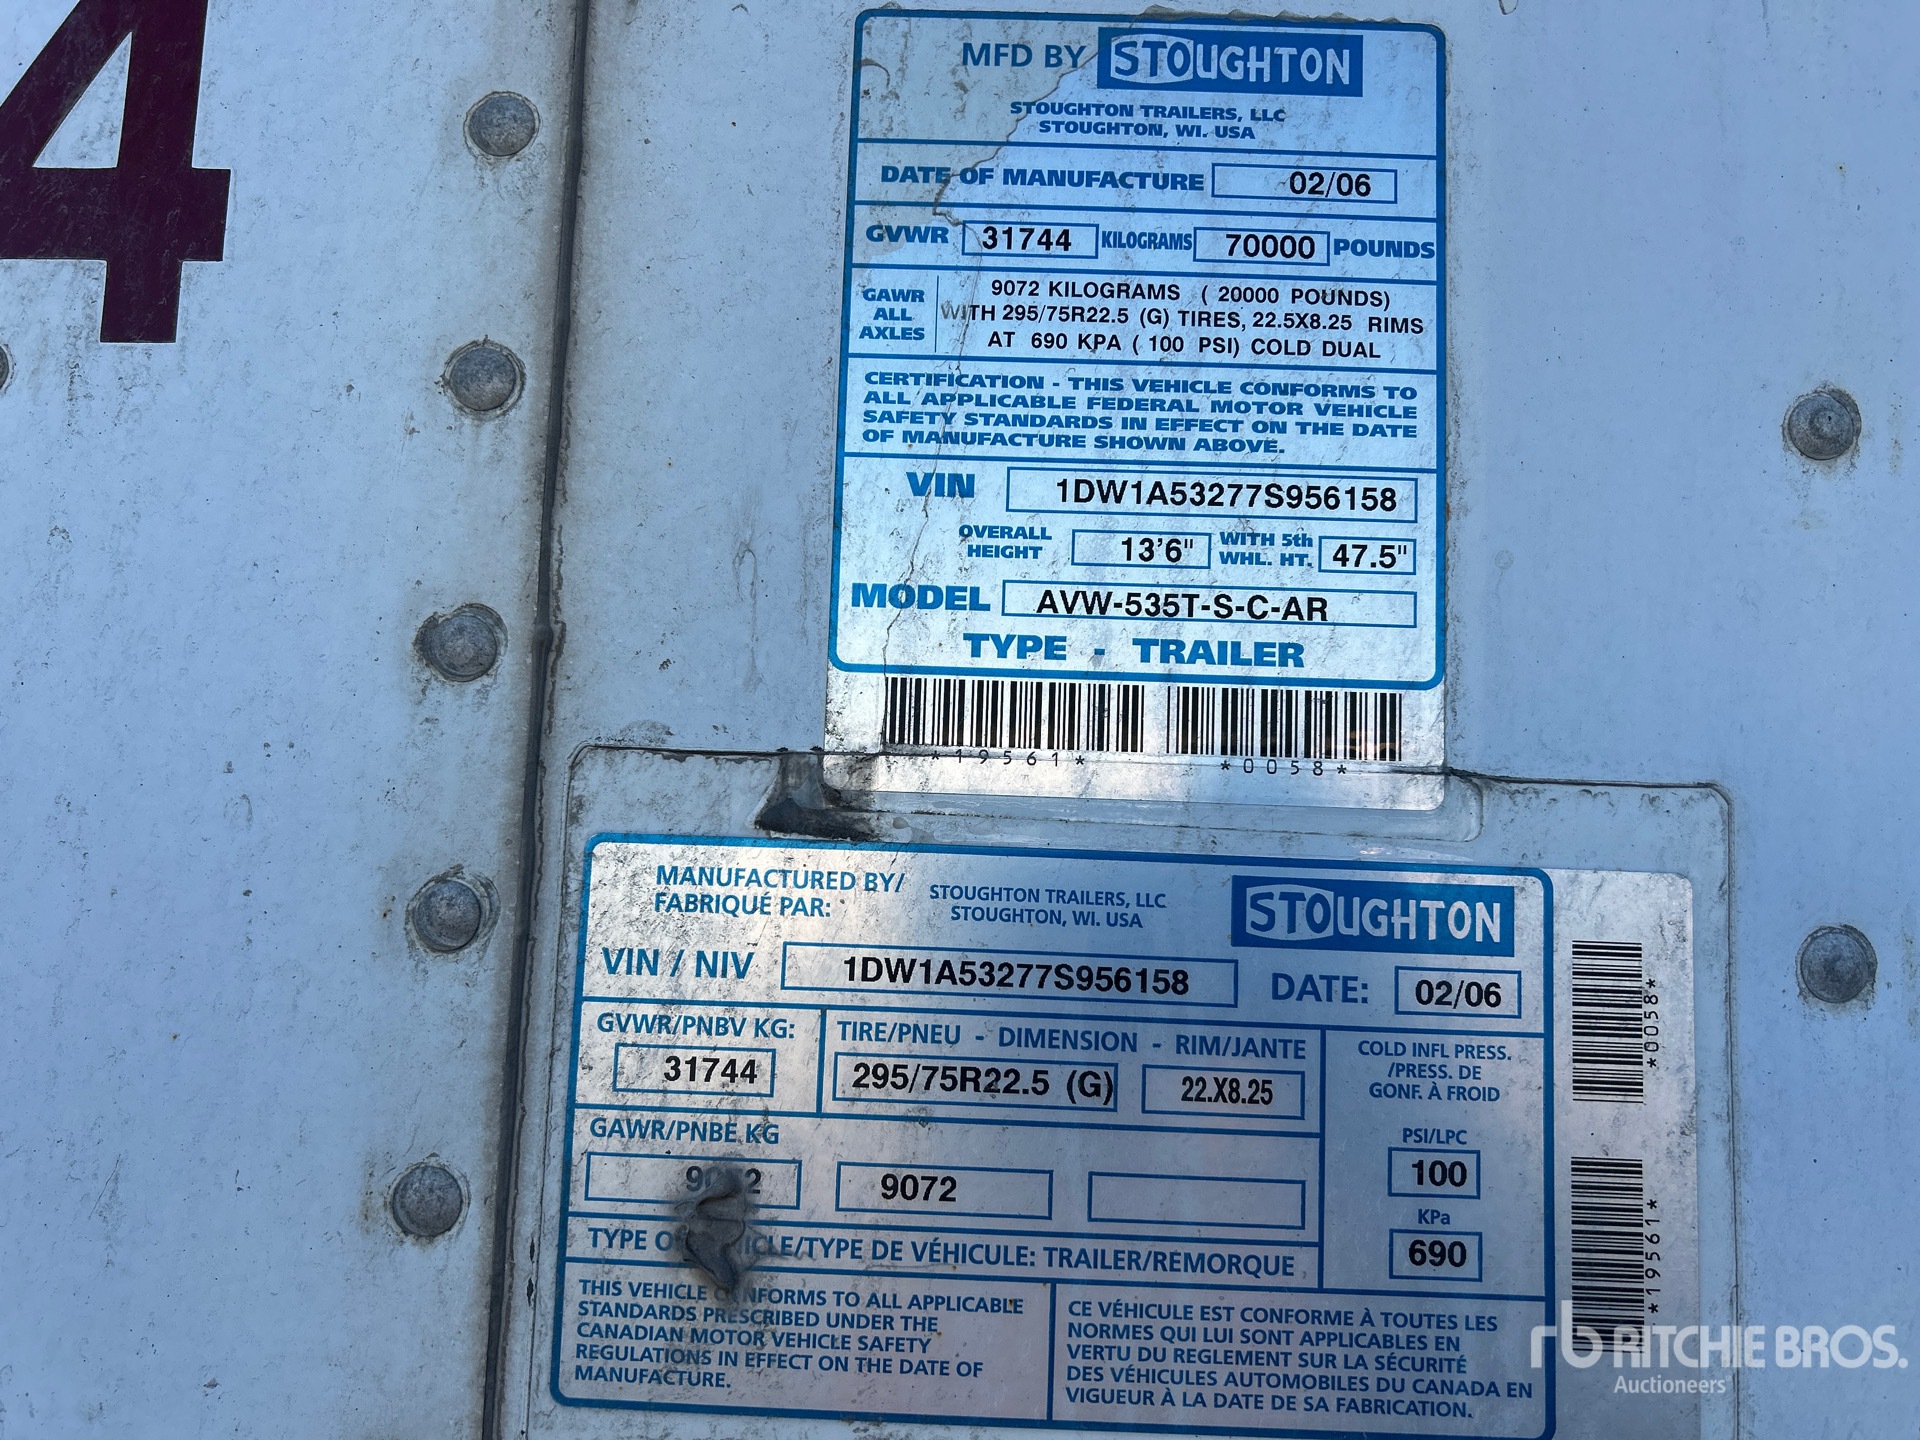 4
MFD BY STOUGHTON
STOUGHTON TRAILERS, LLC
STOUGHTON, WI. USA
DATE OF MANUFACTURE 02/06
GVWR 31744 KILOGRAMS 70000 POUNDS
GAWR ALL AXLES
9072 KILOGRAMS ( 20000 POUNDS)
WITH 295/75R22.5 (G) TIRES, 22.5X8.25 RIMS
AT 690 KPA ( 100 PSI) COLD DUAL
CERTIFICATION - THIS VEHICLE CONFORMS TO
ALL APPLICABLE FEDERAL MOTOR VEHICLE
SAFETY STANDARDS IN EFFECT ON THE DATE
OF MANUFACTURE SHOWN ABOVE.
VIN 1DW1A53277S956158
OVERALL HEIGHT 13'6" WITH 5th WHL. HT. 47.5"
MODEL AVW-535T-S-C-AR
TYPE - TRAILER
*19561* *0058*
MANUFACTURED BY/
FABRIQUÉ PAR:
STOUGHTON TRAILERS, LLC
STOUGHTON, WI. USA
STOUGHTON
VIN / NIV 1DW1A53277S956158 DATE: 02/06
GVWR/PNBV KG:
31744
TIRE/PNEU - DIMENSION - RIM/JANTE
295/75R22.5 (G) 22.X8.25
COLD INFL PRESS.
/PRESS. DE
GONF. À FROID
PSI/LPC
100
KPa
690
GAWR/PNBE KG
9072
TYPE DE VÉHICULE: TRAILER/REMORQUE
THIS VEHICLE CONFORMS TO ALL APPLICABLE
STANDARDS PRESCRIBED UNDER THE
CANADIAN MOTOR VEHICLE SAFETY
REGULATIONS IN EFFECT ON THE DATE OF
MANUFACTURE.
CE VÉHICULE EST CONFORME À TOUTES LES
NORMES QUI LUI SONT APPLICABLES EN
VERTU DU REGLEMENT SUR LA SÉCURITÉ
DES VÉHICULES AUTOMOBILES DU CANADA EN
VIGUEUR À LA DATE DE SA FABRICATION.
*0058*
*19561*
rb RITCHIE BROS.
Auctioneers